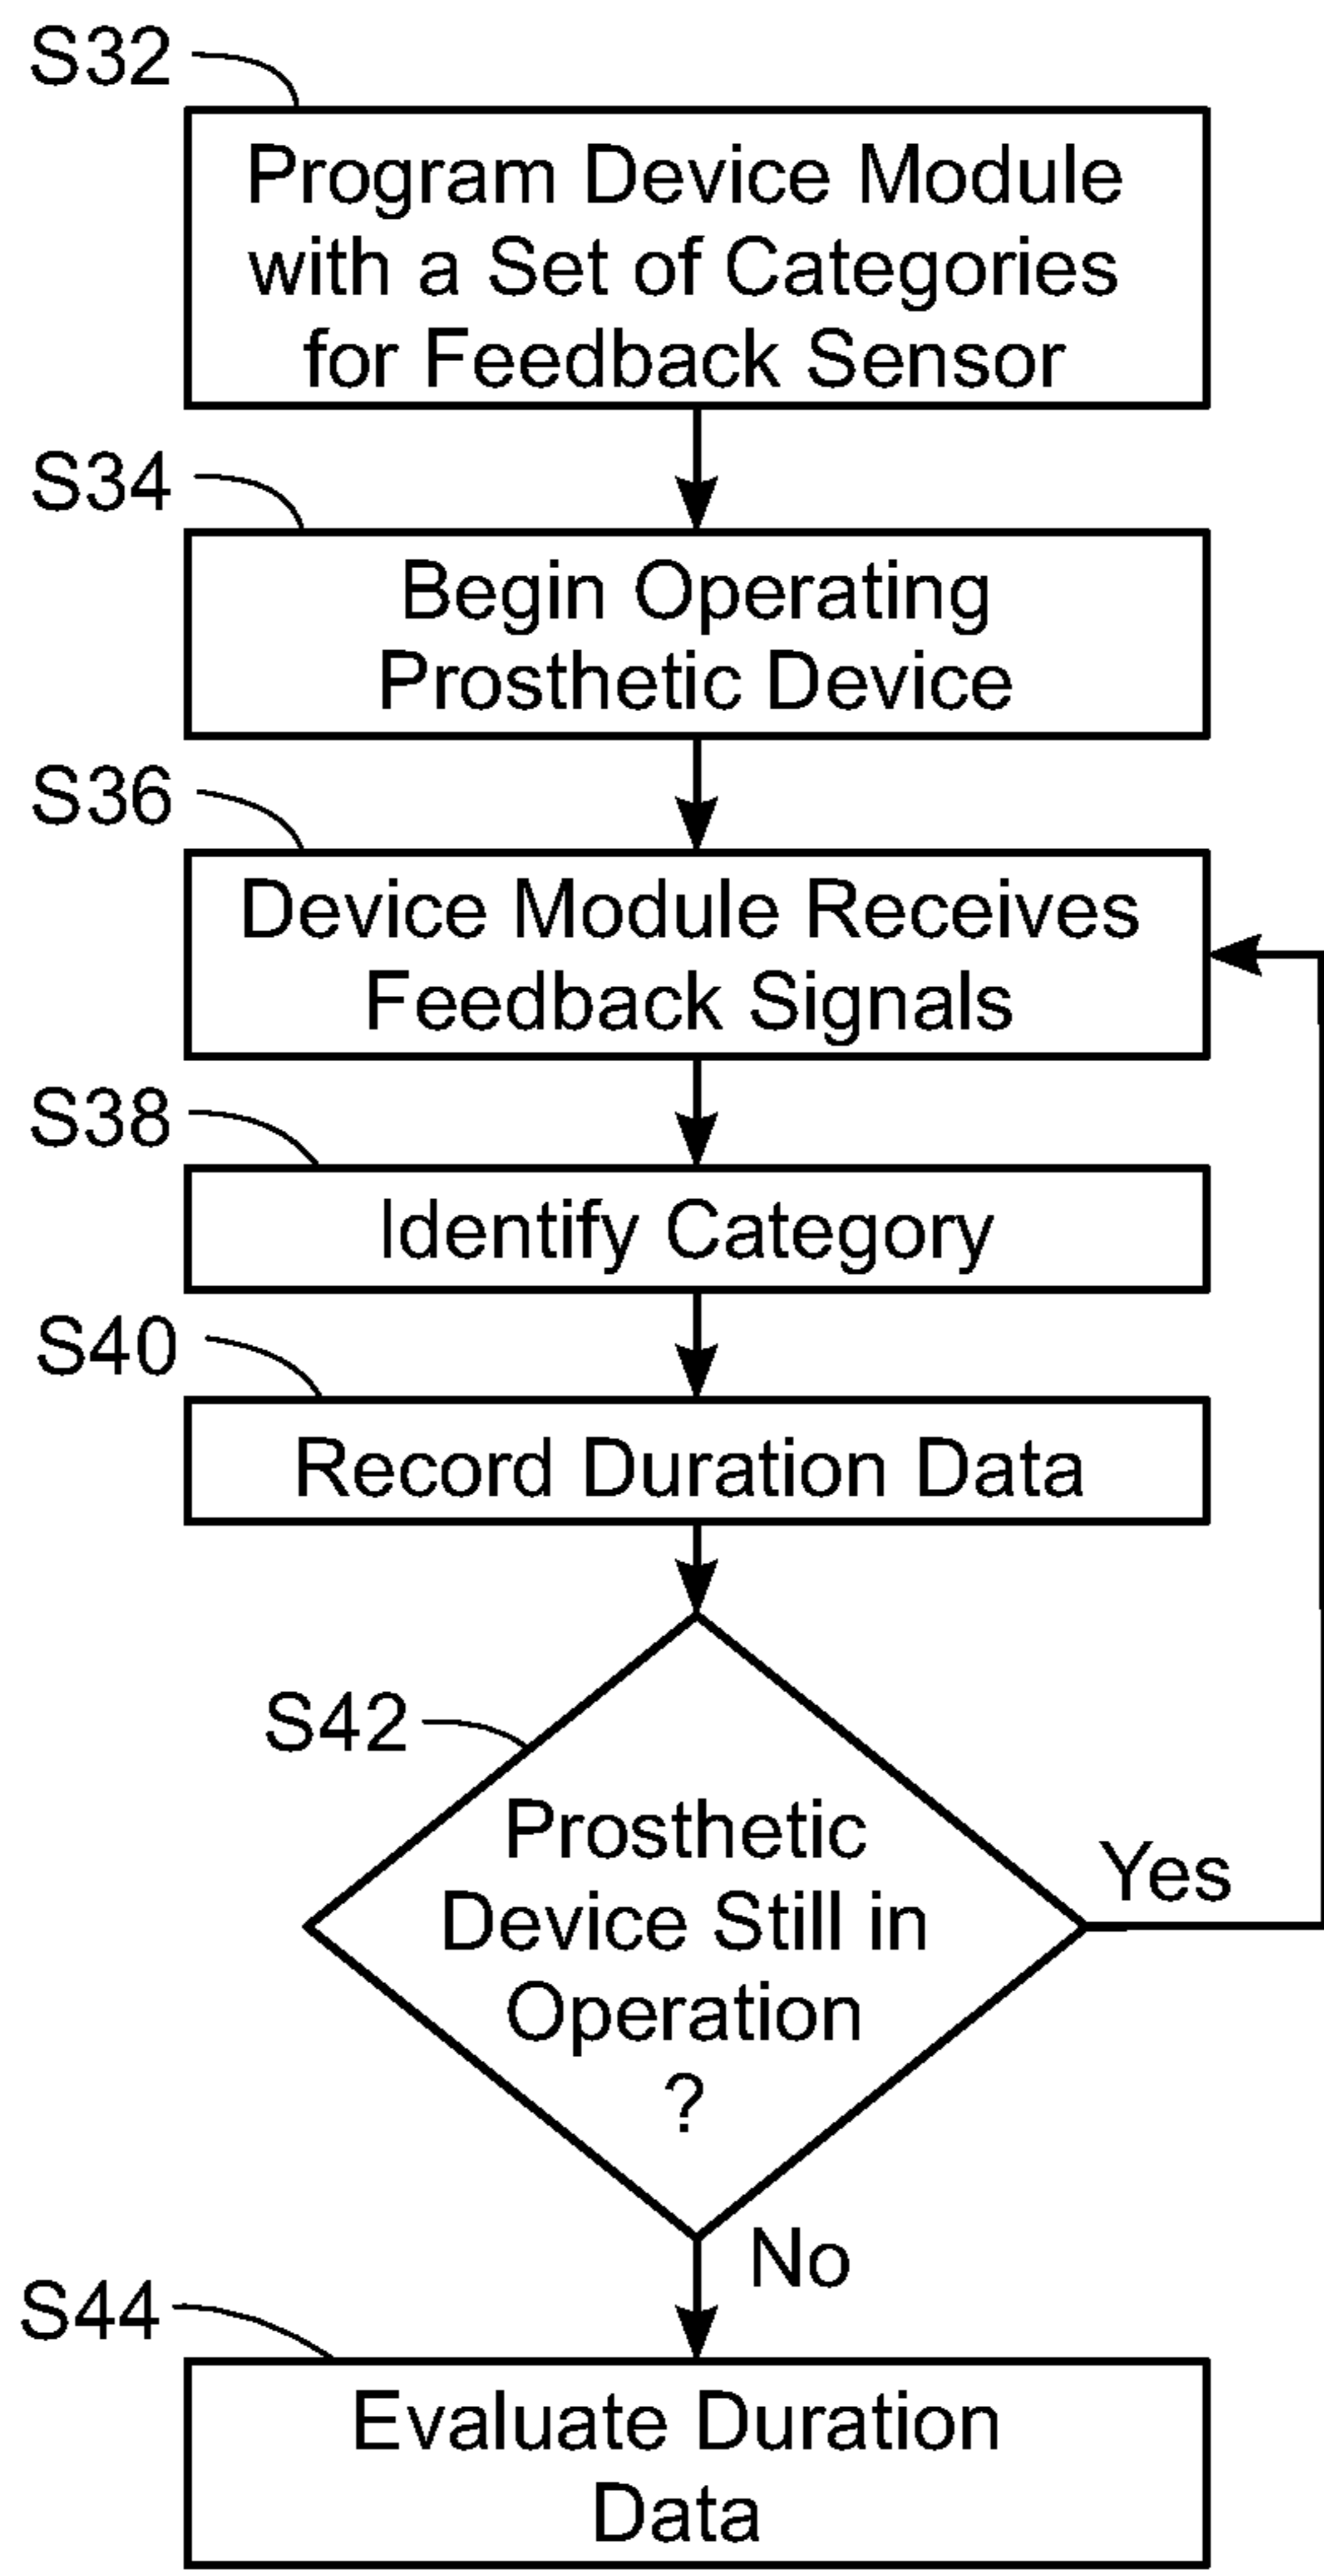 S32
Program Device Module
with a Set of Categories
for Feedback Sensor
S34
Begin Operating
Prosthetic Device
S36
Device Module Receives
Feedback Signals
S38
Identify Category
S40
Record Duration Data
S42
Prosthetic
Device Still in
Operation
?
Yes
No
S44
Evaluate Duration
Data